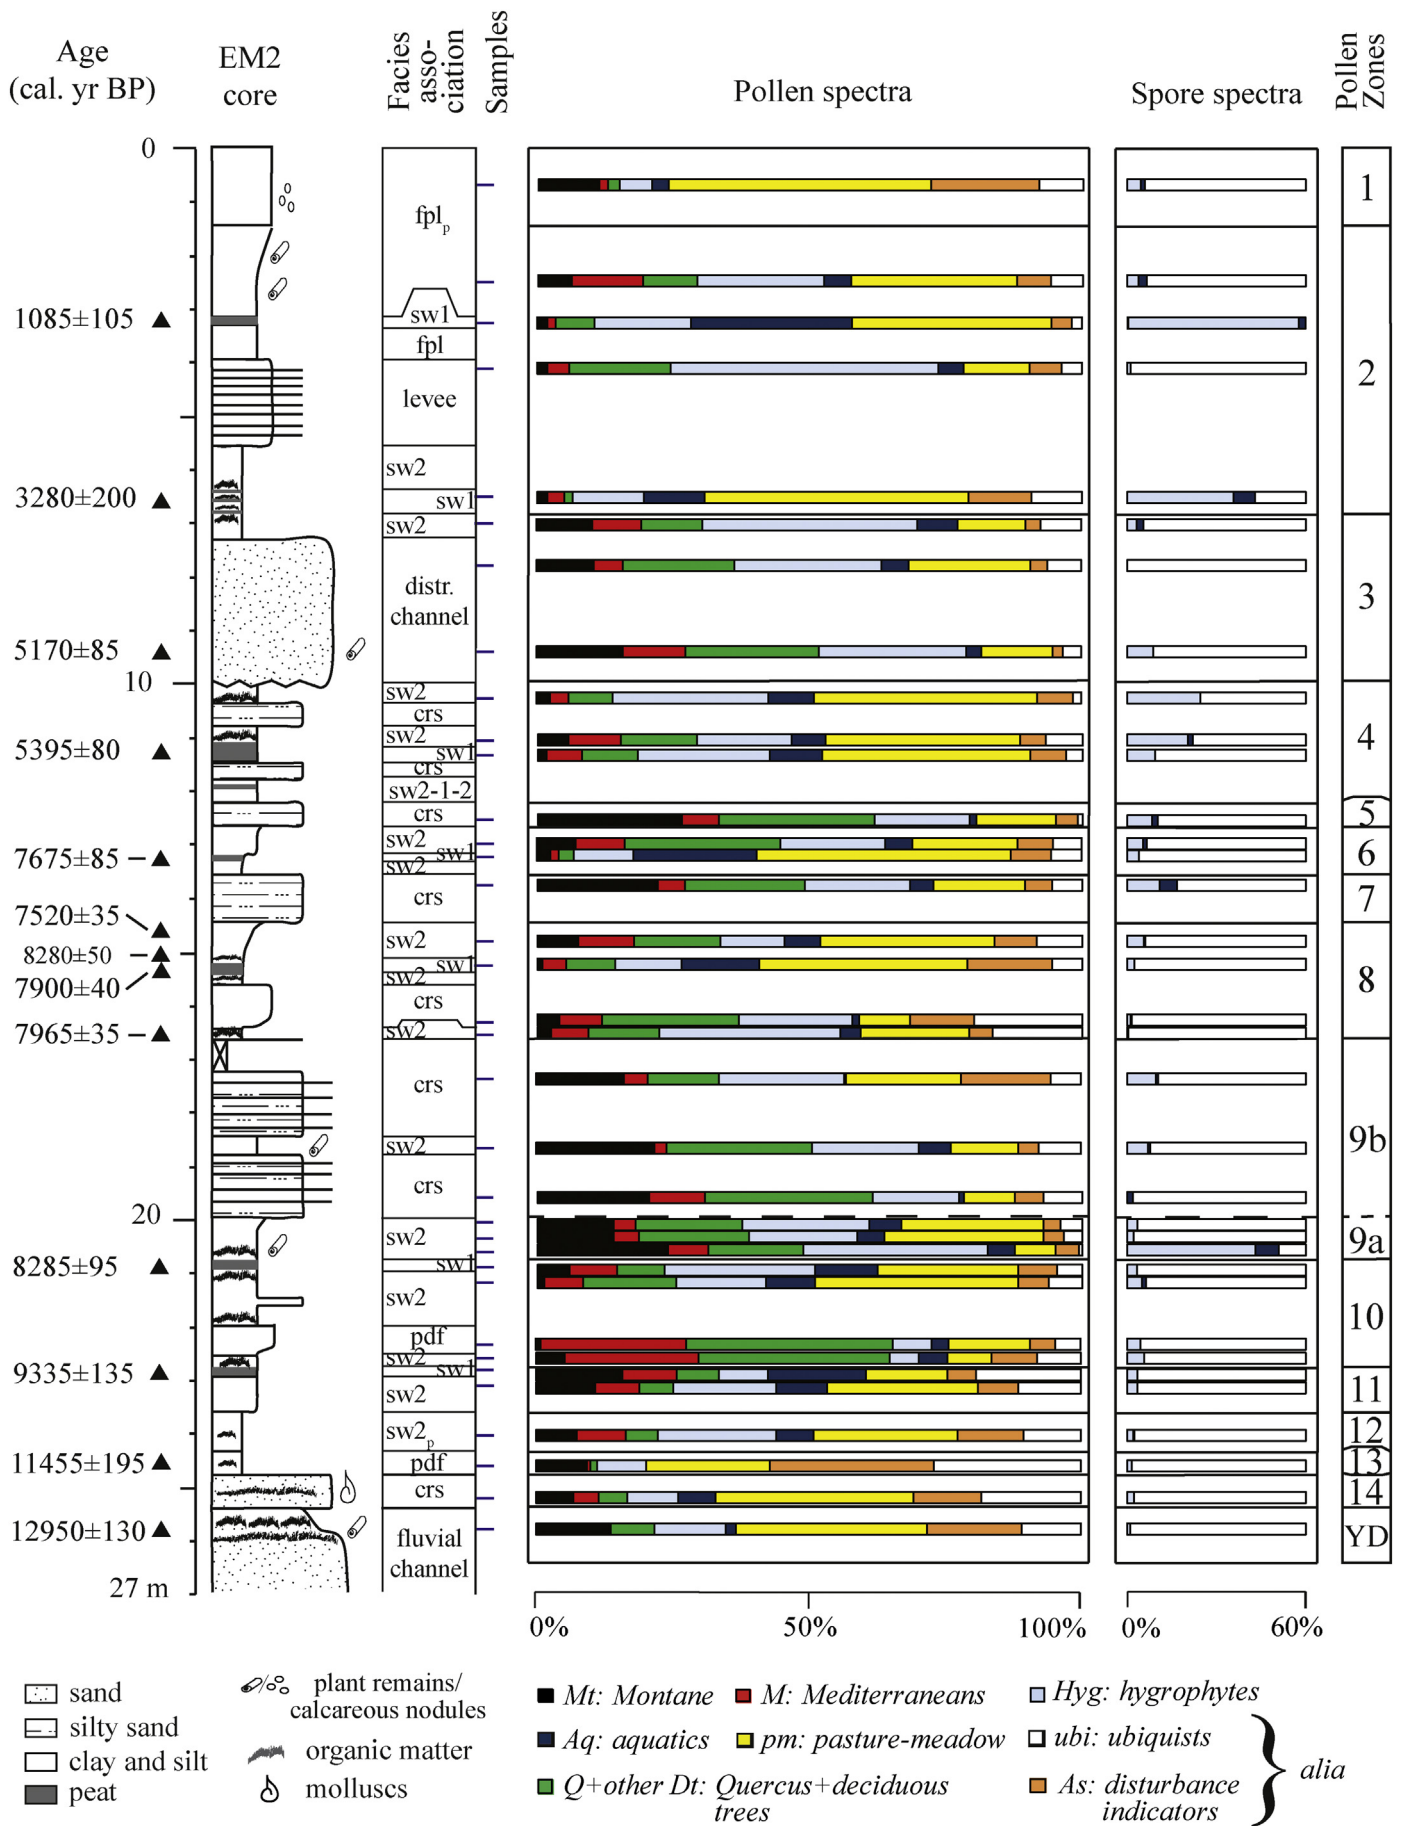 Age
(cal. yr BP)
EM2
core
Facies
asso-
ciation
Samples
Pollen spectra
Spore spectra
Pollen
Zones
0
10
20
27 m
1085±105
3280±200
5170±85
5395±80
7675±85
7520±35
8280±50
7900±40
7965±35
8285±95
9335±135
11455±195
12950±130
fplp
sw1
fpl
levee
sw2
sw1
sw2
distr.
channel
sw2
crs
sw2
sw1
crs
sw2-1-2
crs
sw2
sw1
sw2
crs
sw2
sw1
sw2
crs
sw2
crs
sw2
crs
sw2
sw1
sw2
pdf
sw2
sw1
sw2
sw2p
pdf
crs
fluvial
channel
1
2
3
4
5
6
7
8
9b
9a
10
11
12
13
14
YD
0% 50% 100%
0% 60%
sand
silty sand
clay and silt
peat
plant remains/
calcareous nodules
organic matter
molluscs
Mt: Montane
M: Mediterraneans
Hyg: hygrophytes
Aq: aquatics
pm: pasture-meadow
ubi: ubiquists
Q+other Dt: Quercus+deciduous
trees
As: disturbance
indicators
alia